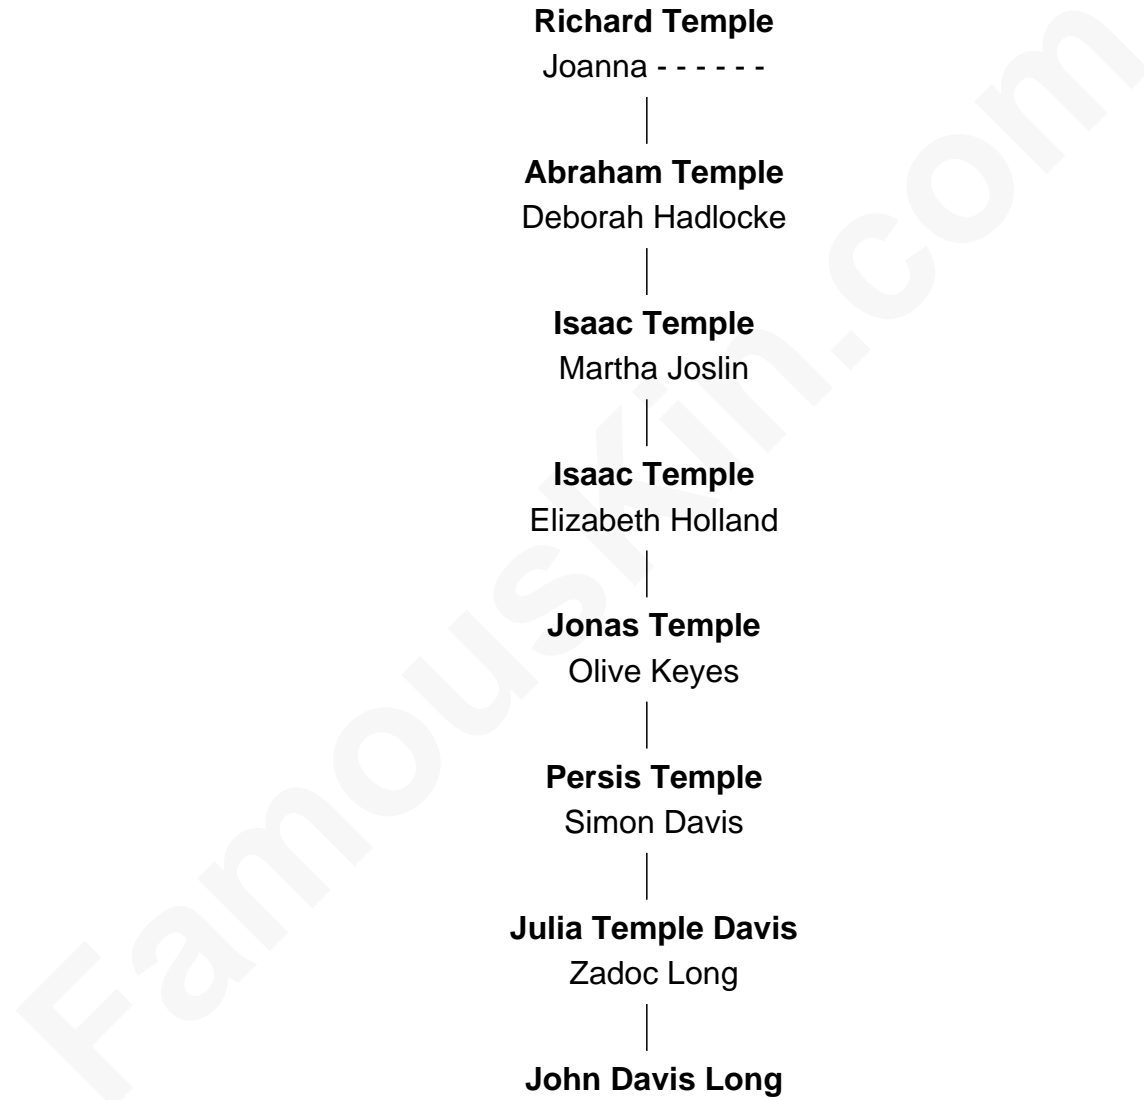 Richard Temple
Joanna - - - - - -
Abraham Temple
Deborah Hadlocke
Isaac Temple
Martha Joslin
Isaac Temple
Elizabeth Holland
Jonas Temple
Olive Keyes
Persis Temple
Simon Davis
Julia Temple Davis
Zadoc Long
John Davis Long
FamousKin.com